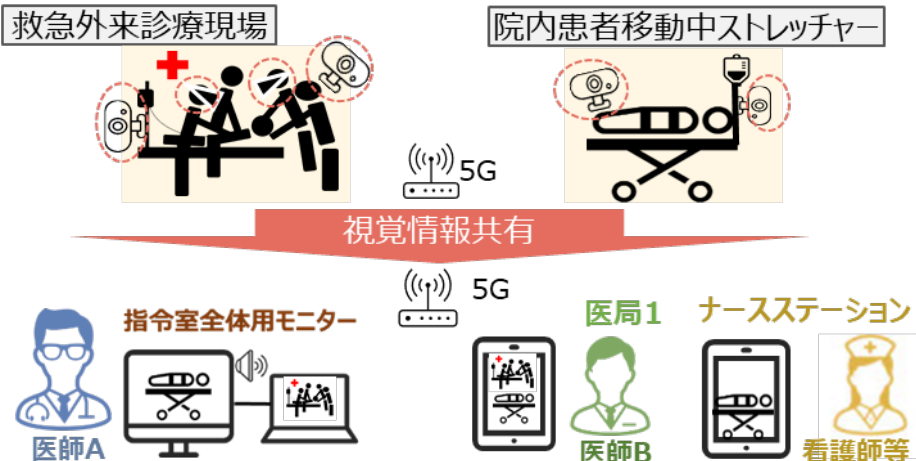 救急外来診療現場
院内患者移動中ストレッチャー
5G
視覚情報共有
5G
指令室全体用モニター
医局1
ナースステーション
医師A
医師B
看護師等